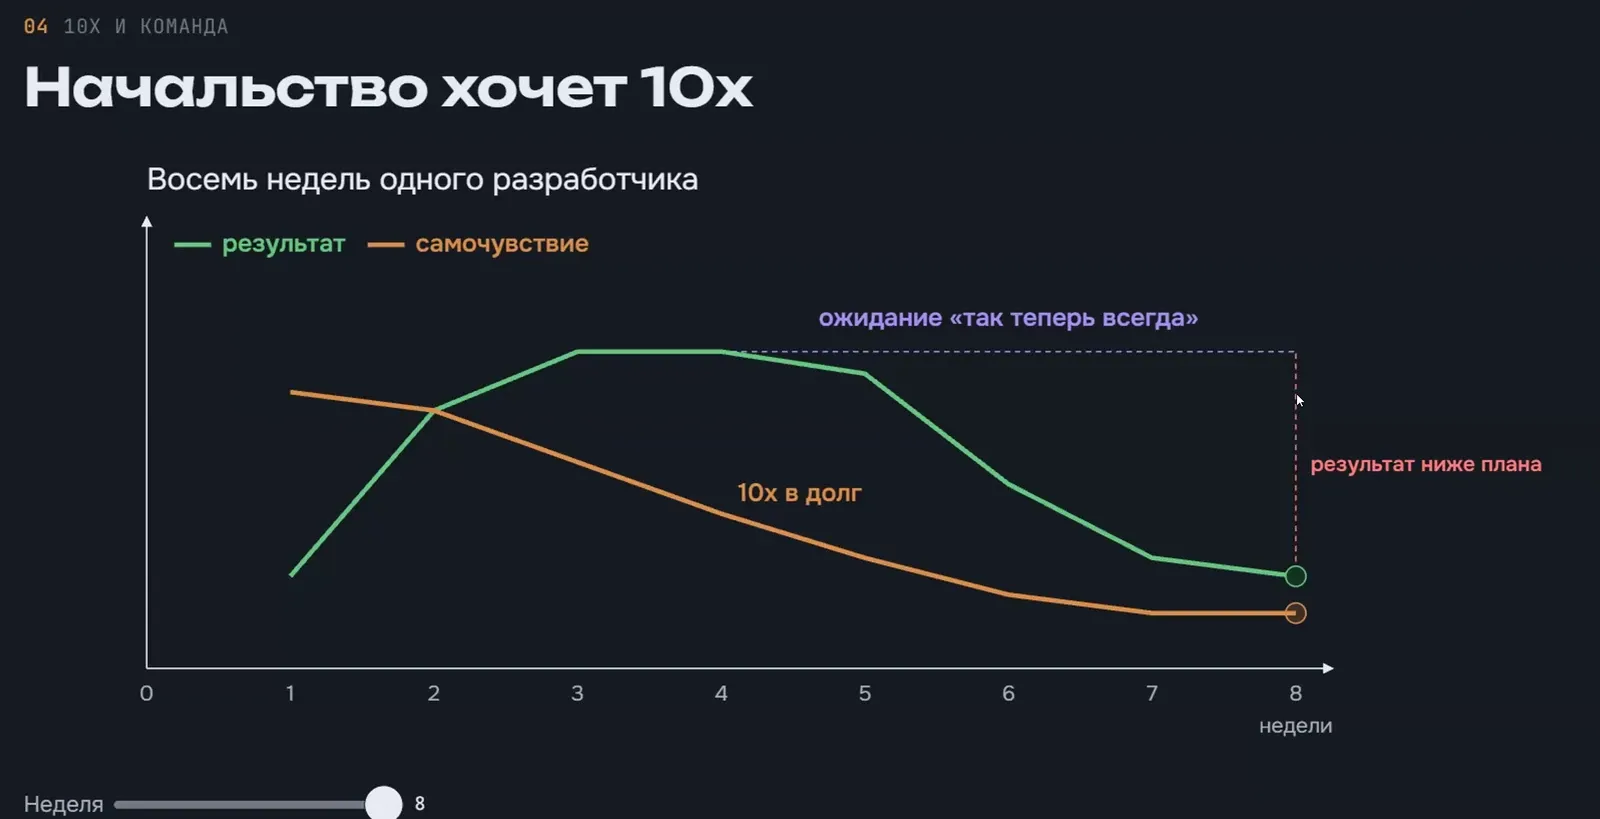 04 10X И КОМАНДА
Начальство хочет 10x
Восемь недель одного разработчика
результат самочувствие
ожидание «так теперь всегда»
результат ниже плана
10x в долг
0 1 2 3 4 5 6 7 8
недели
Неделя 8